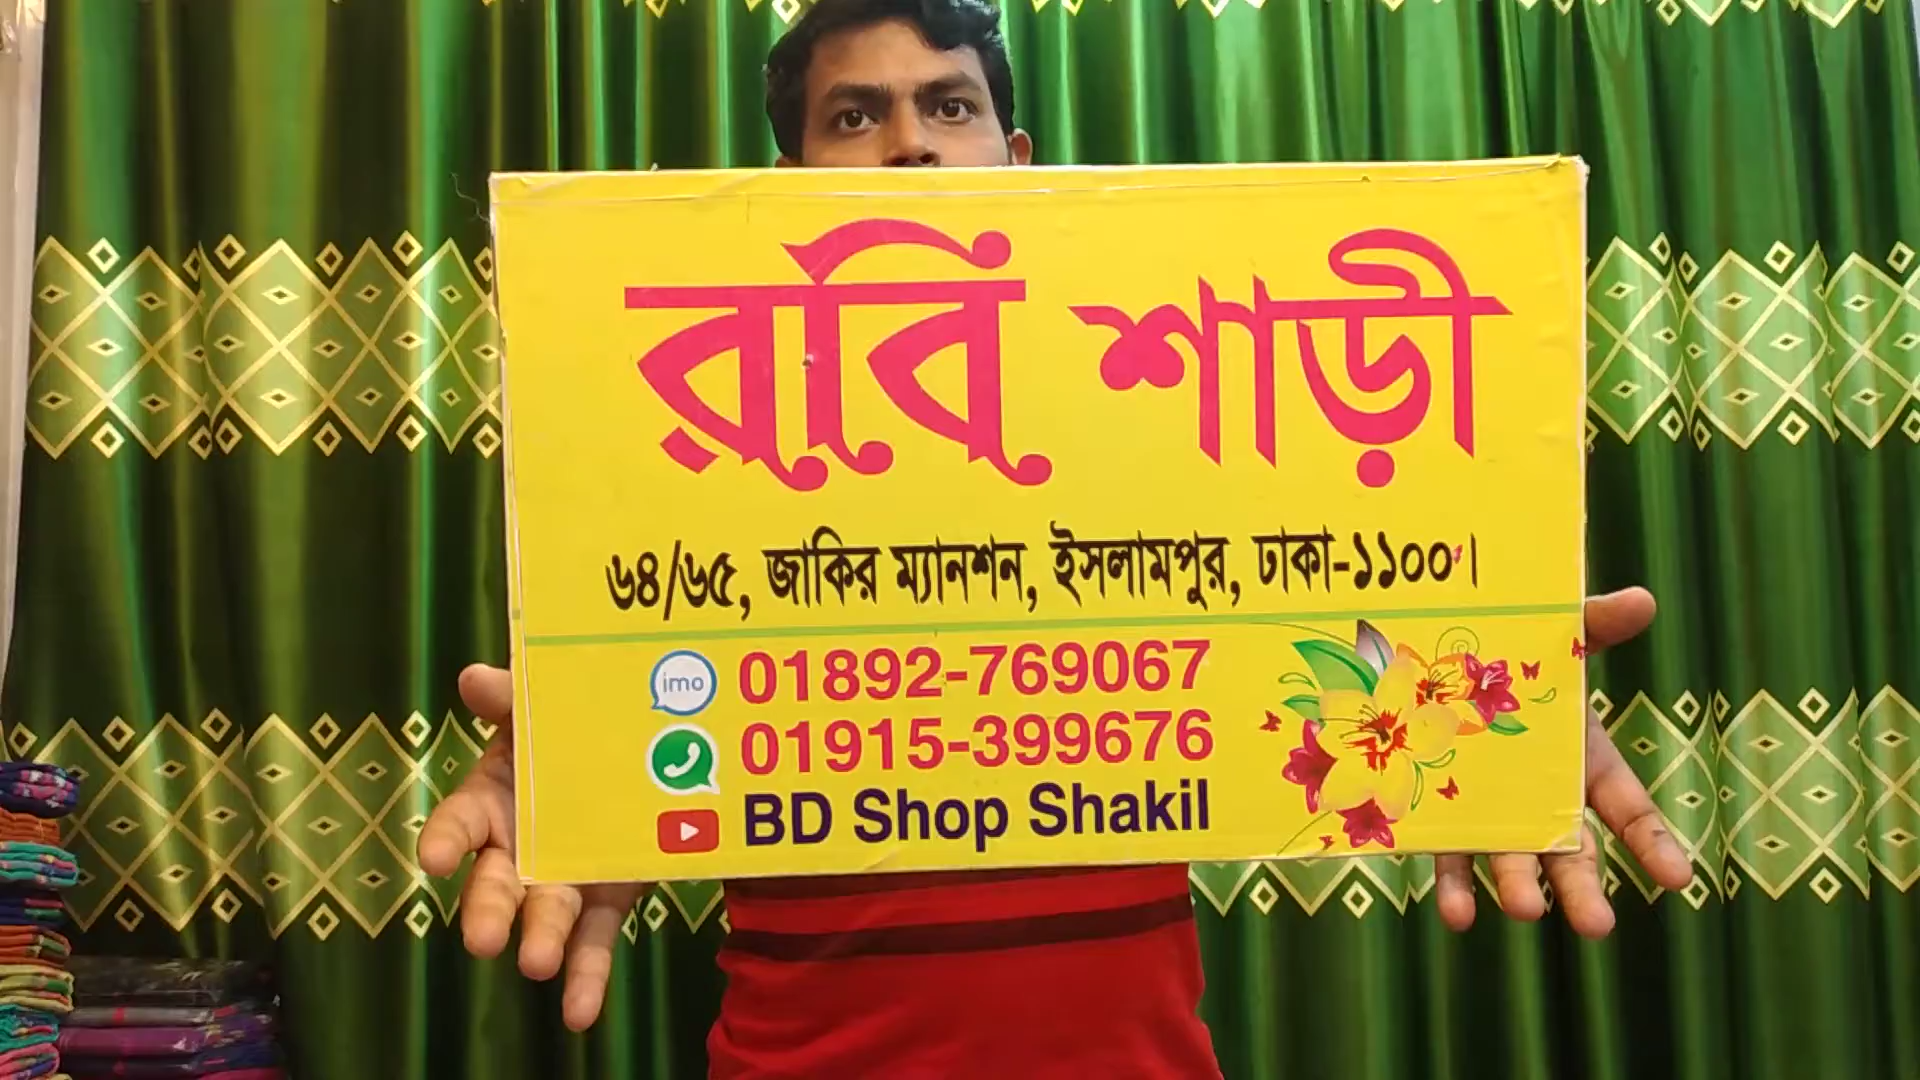 রবি শাড়ী
৬৪/৬৫, জাকির ম্যানশন, ইসলামপুর, ঢাকা-১১০০।
imo 01892-769067
01915-399676
BD Shop Shakil